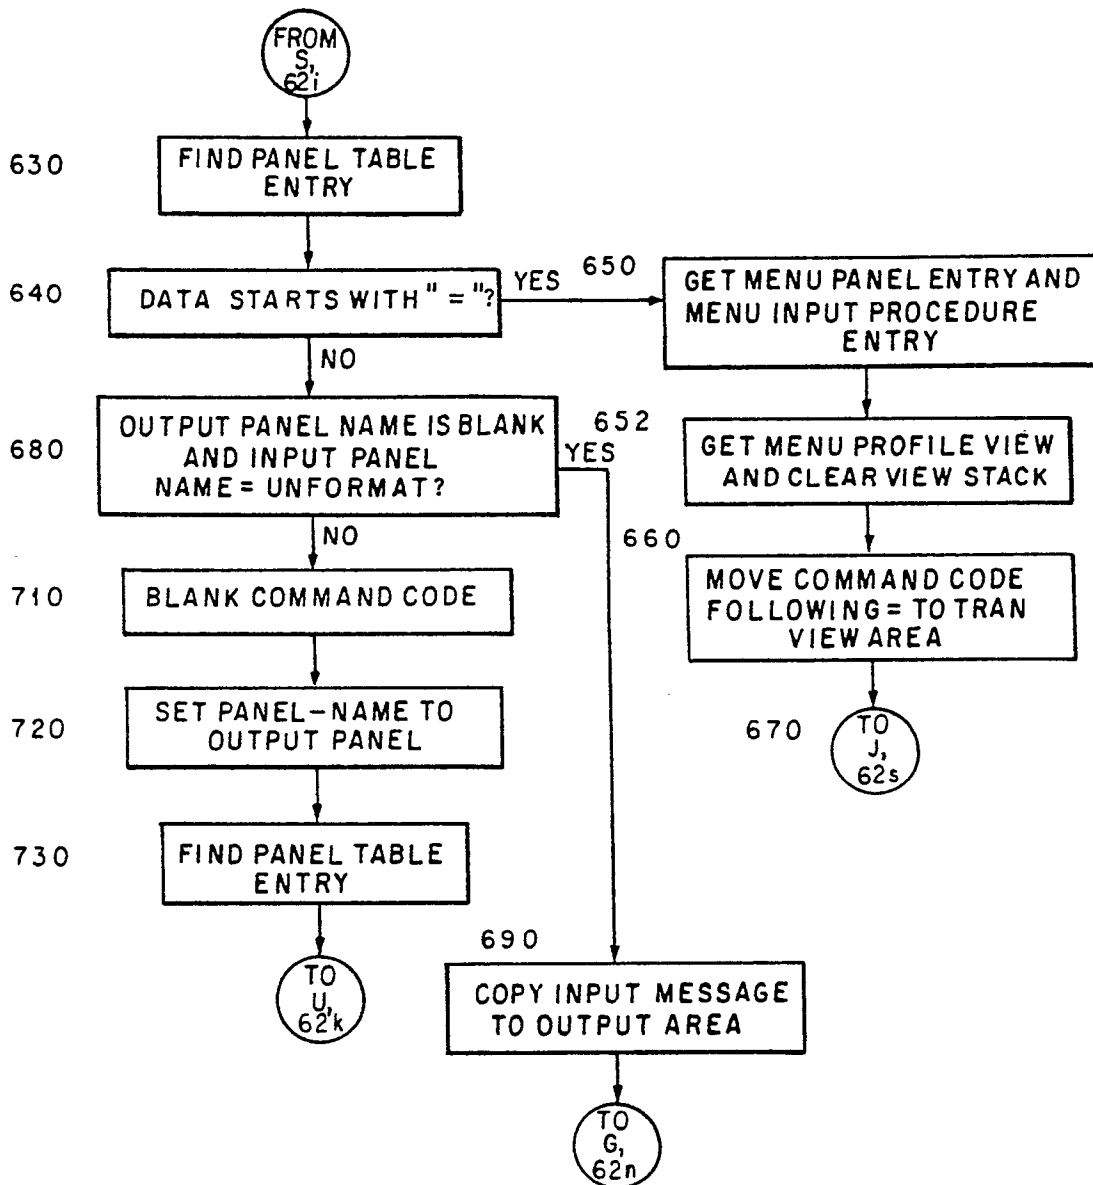 FROM
S,
62i
630
FIND PANEL TABLE
ENTRY
640
DATA STARTS WITH " = "?
YES
650
GET MENU PANEL ENTRY AND
MENU INPUT PROCEDURE
ENTRY
NO
680
OUTPUT PANEL NAME IS BLANK
AND INPUT PANEL
NAME = UNFORMAT?
YES
652
GET MENU PROFILE VIEW
AND CLEAR VIEW STACK
NO
660
MOVE COMMAND CODE
FOLLOWING = TO TRAN
VIEW AREA
710
BLANK COMMAND CODE
720
SET PANEL-NAME TO
OUTPUT PANEL
670
TO
J,
62s
730
FIND PANEL TABLE
ENTRY
TO
U,
62k
690
COPY INPUT MESSAGE
TO OUTPUT AREA
TO
G,
62n